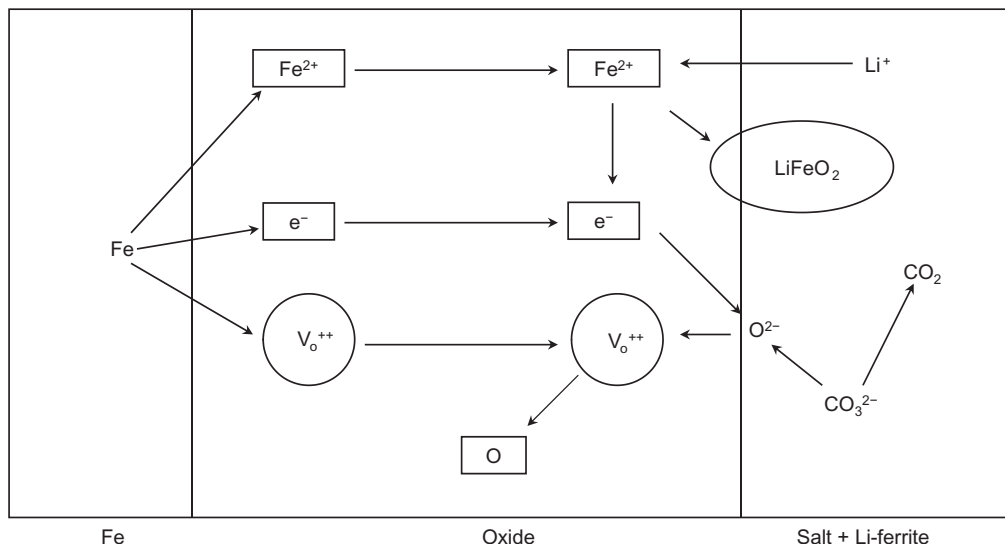 Fe²⁺ Fe²⁺ Li⁺
LiFeO₂
e⁻ e⁻
Fe
CO₂
Vₒ⁺⁺ Vₒ⁺⁺ O²⁻
CO₃²⁻
O
Fe Oxide Salt + Li-ferrite